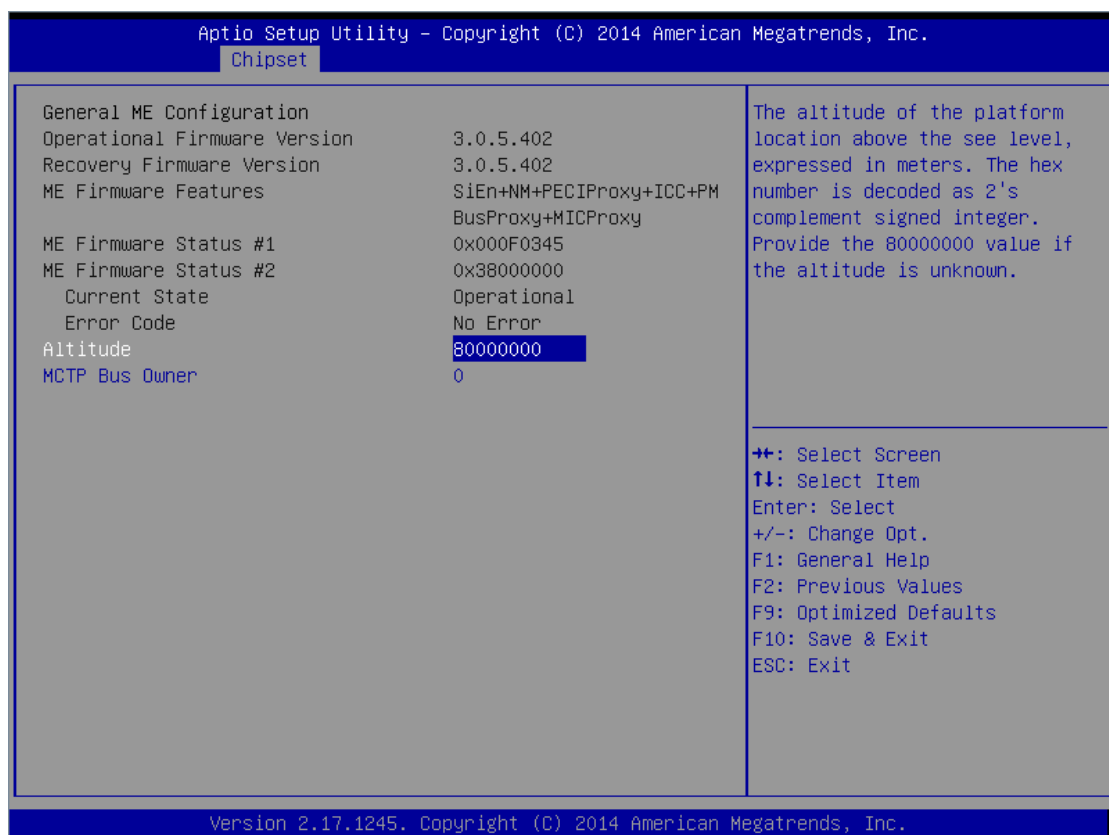 Aptio Setup Utility – Copyright (C) 2014 American Megatrends, Inc.
Chipset
General ME Configuration
Operational Firmware Version 3.0.5.402
Recovery Firmware Version 3.0.5.402
ME Firmware Features SiEn+NM+PECIProxy+ICC+PM
BusProxy+MICProxy
ME Firmware Status #1 0x000F0345
ME Firmware Status #2 0x38000000
Current State Operational
Error Code No Error
Altitude 80000000
MCTP Bus Owner 0
The altitude of the platform
location above the see level,
expressed in meters. The hex
number is decoded as 2's
complement signed integer.
Provide the 80000000 value if
the altitude is unknown.
→←: Select Screen
↑↓: Select Item
Enter: Select
+/-: Change Opt.
F1: General Help
F2: Previous Values
F9: Optimized Defaults
F10: Save & Exit
ESC: Exit
Version 2.17.1245. Copyright (C) 2014 American Megatrends, Inc.